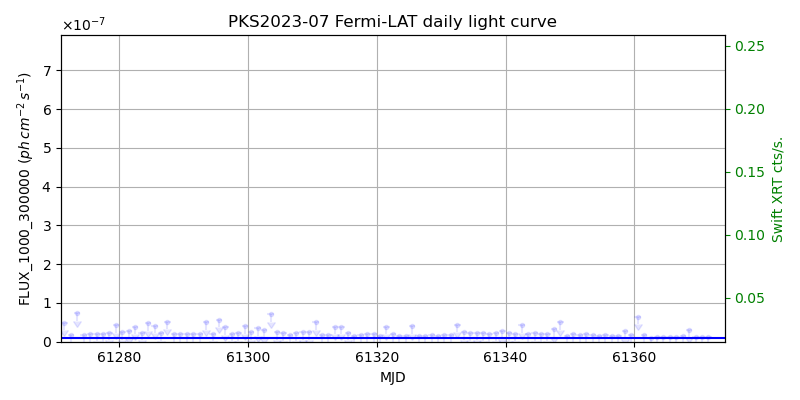 PKS2023-07 Fermi-LAT daily light curve
×10⁻⁷
FLUX_1000_300000 (ph cm⁻² s⁻¹)
7
6
5
4
3
2
1
0
61280 61300 61320 61340 61360
MJD
0.25
0.20
0.15
0.10
0.05
Swift XRT cts/s.